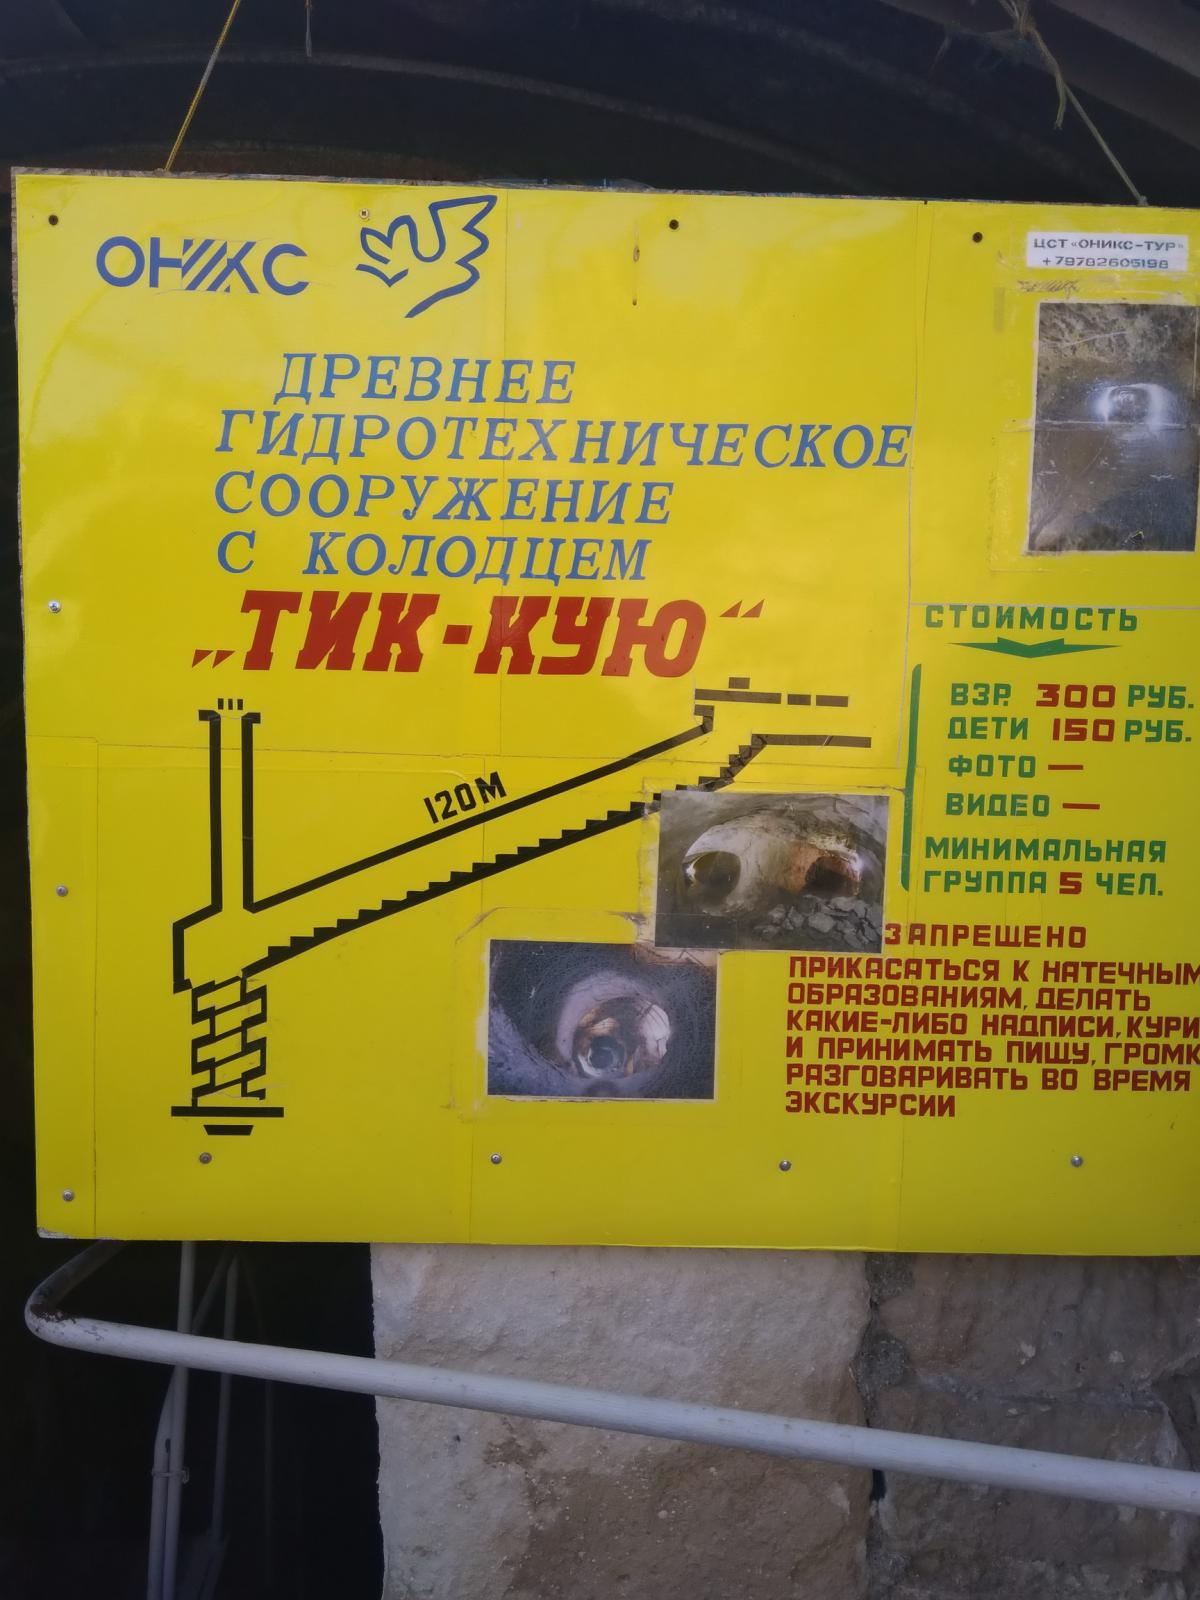 ОНИКС
ЦСТ «ОНИКС-ТУР»
+79782605198
ДРЕВНЕЕ
ГИДРОТЕХНИЧЕСКОЕ
СООРУЖЕНИЕ
С КОЛОДЦЕМ
„ТИК-КУЮ“
120М
СТОИМОСТЬ
ВЗР. 300 РУБ.
ДЕТИ 150 РУБ.
ФОТО —
ВИДЕО —
МИНИМАЛЬНАЯ
ГРУППА 5 ЧЕЛ.
ЗАПРЕЩЕНО
ПРИКАСАТЬСЯ К НАТЕЧНЫМ
ОБРАЗОВАНИЯМ, ДЕЛАТЬ
КАКИЕ-ЛИБО НАДПИСИ, КУРИ
И ПРИНИМАТЬ ПИЩУ, ГРОМК
РАЗГОВАРИВАТЬ ВО ВРЕМЯ
ЭКСКУРСИИ